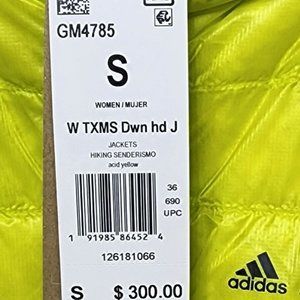 GM4785
S
WOMEN / MUJER
W TXMS Dwn hd J
JACKETS
HIKING SENDERISMO
acid yellow
36
690
UPC
1 91985 86452 4
126181066
S $ 300.00
adidas